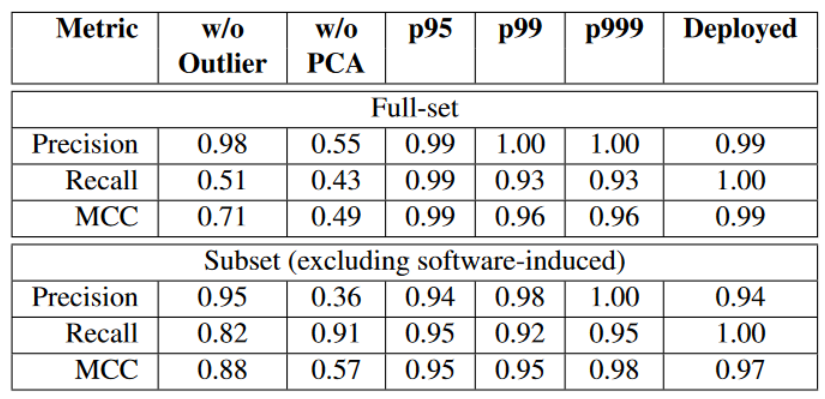 Metric w/o Outlier w/o PCA p95 p99 p999 Deployed
Full-set
Precision 0.98 0.55 0.99 1.00 1.00 0.99
Recall 0.51 0.43 0.99 0.93 0.93 1.00
MCC 0.71 0.49 0.99 0.96 0.96 0.99
Subset (excluding software-induced)
Precision 0.95 0.36 0.94 0.98 1.00 0.94
Recall 0.82 0.91 0.95 0.92 0.95 1.00
MCC 0.88 0.57 0.95 0.95 0.98 0.97